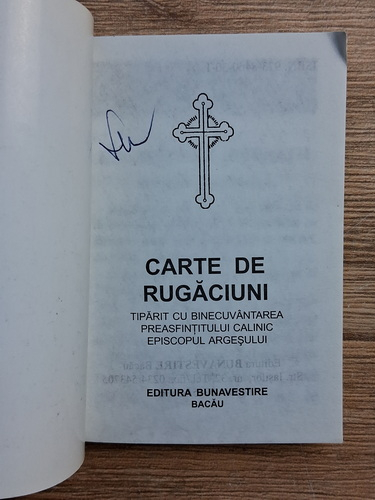 CARTE DE
RUGĂCIUNI
TIPĂRIT CU BINECUVÂNTAREA
PREASFINȚITULUI CALINIC
EPISCOPUL ARGEȘULUI
EDITURA BUNAVESTIRE
BACĂU